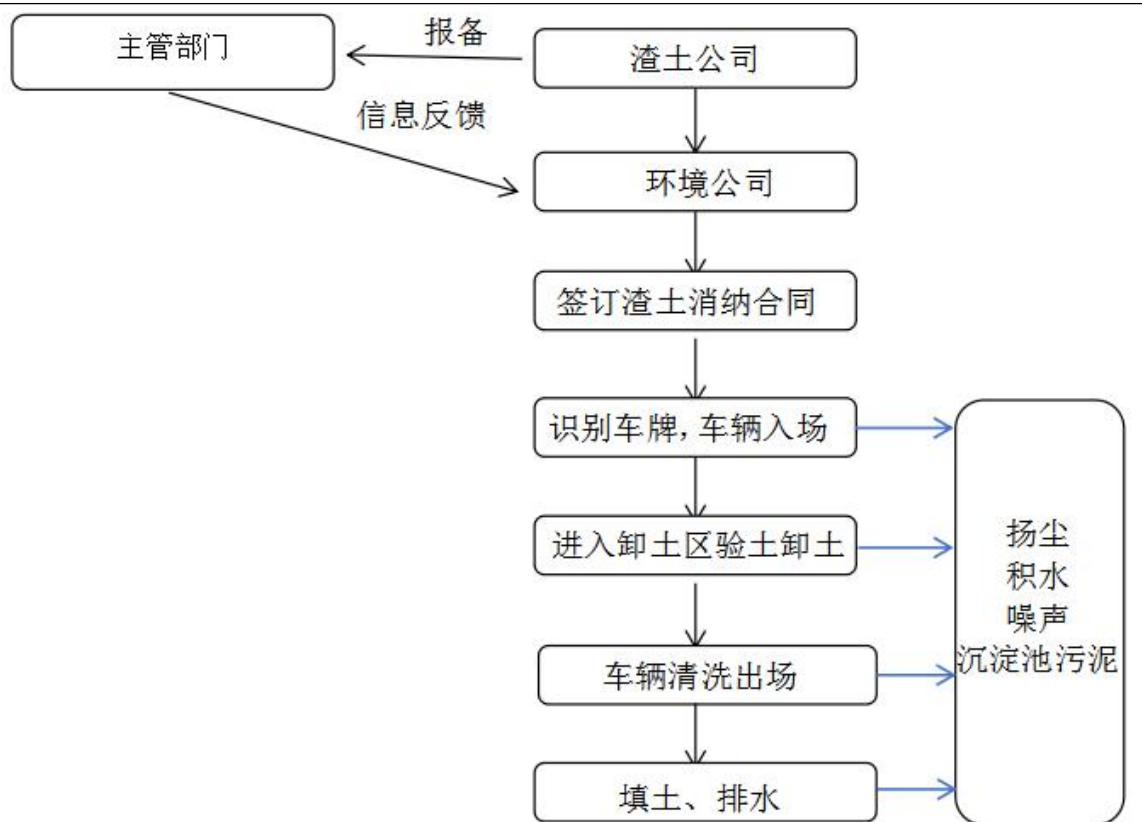 主管部门
报备
渣土公司
信息反馈
环境公司
签订渣土消纳合同
识别车牌,车辆入场
进入卸土区验土卸土
车辆清洗出场
填土、排水
扬尘
积水
噪声
沉淀池污泥